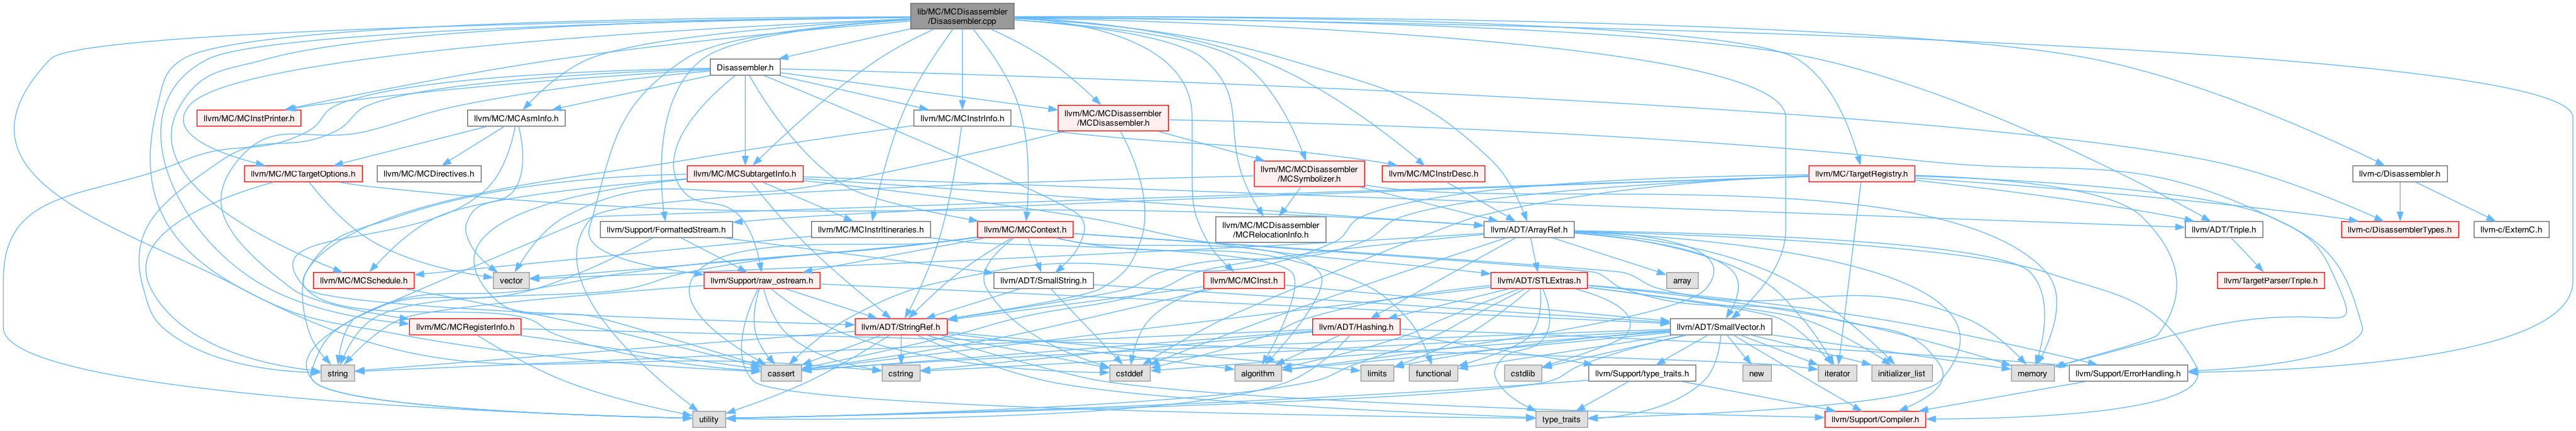 lib/MC/MCDisassembler
/Disassembler.cpp
Disassembler.h
llvm/MC/MCInstPrinter.h
llvm/MC/MCAsmInfo.h
llvm/MC/MCInstrInfo.h
llvm/MC/MCDisassembler
/MCDisassembler.h
llvm/MC/MCTargetOptions.h
llvm/MC/MCDirectives.h
llvm/MC/MCSubtargetInfo.h
llvm/MC/MCDisassembler
/MCSymbolizer.h
llvm/MC/MCInstrDesc.h
llvm/MC/TargetRegistry.h
llvm-c/Disassembler.h
llvm/Support/FormattedStream.h
llvm/MC/MCInstrItineraries.h
llvm/MC/MCContext.h
llvm/MC/MCDisassembler
/MCRelocationInfo.h
llvm/ADT/ArrayRef.h
llvm/ADT/Triple.h
llvm-c/DisassemblerTypes.h
llvm-c/ExternC.h
llvm/MC/MCSchedule.h
vector
llvm/Support/raw_ostream.h
llvm/ADT/SmallString.h
llvm/MC/MCInst.h
llvm/ADT/STLExtras.h
array
llvm/TargetParser/Triple.h
llvm/MC/MCRegisterInfo.h
llvm/ADT/StringRef.h
llvm/ADT/Hashing.h
llvm/ADT/SmallVector.h
string
cassert
cstring
cstddef
algorithm
limits
functional
cstdlib
llvm/Support/type_traits.h
new
iterator
initializer_list
memory
llvm/Support/ErrorHandling.h
utility
type_traits
llvm/Support/Compiler.h